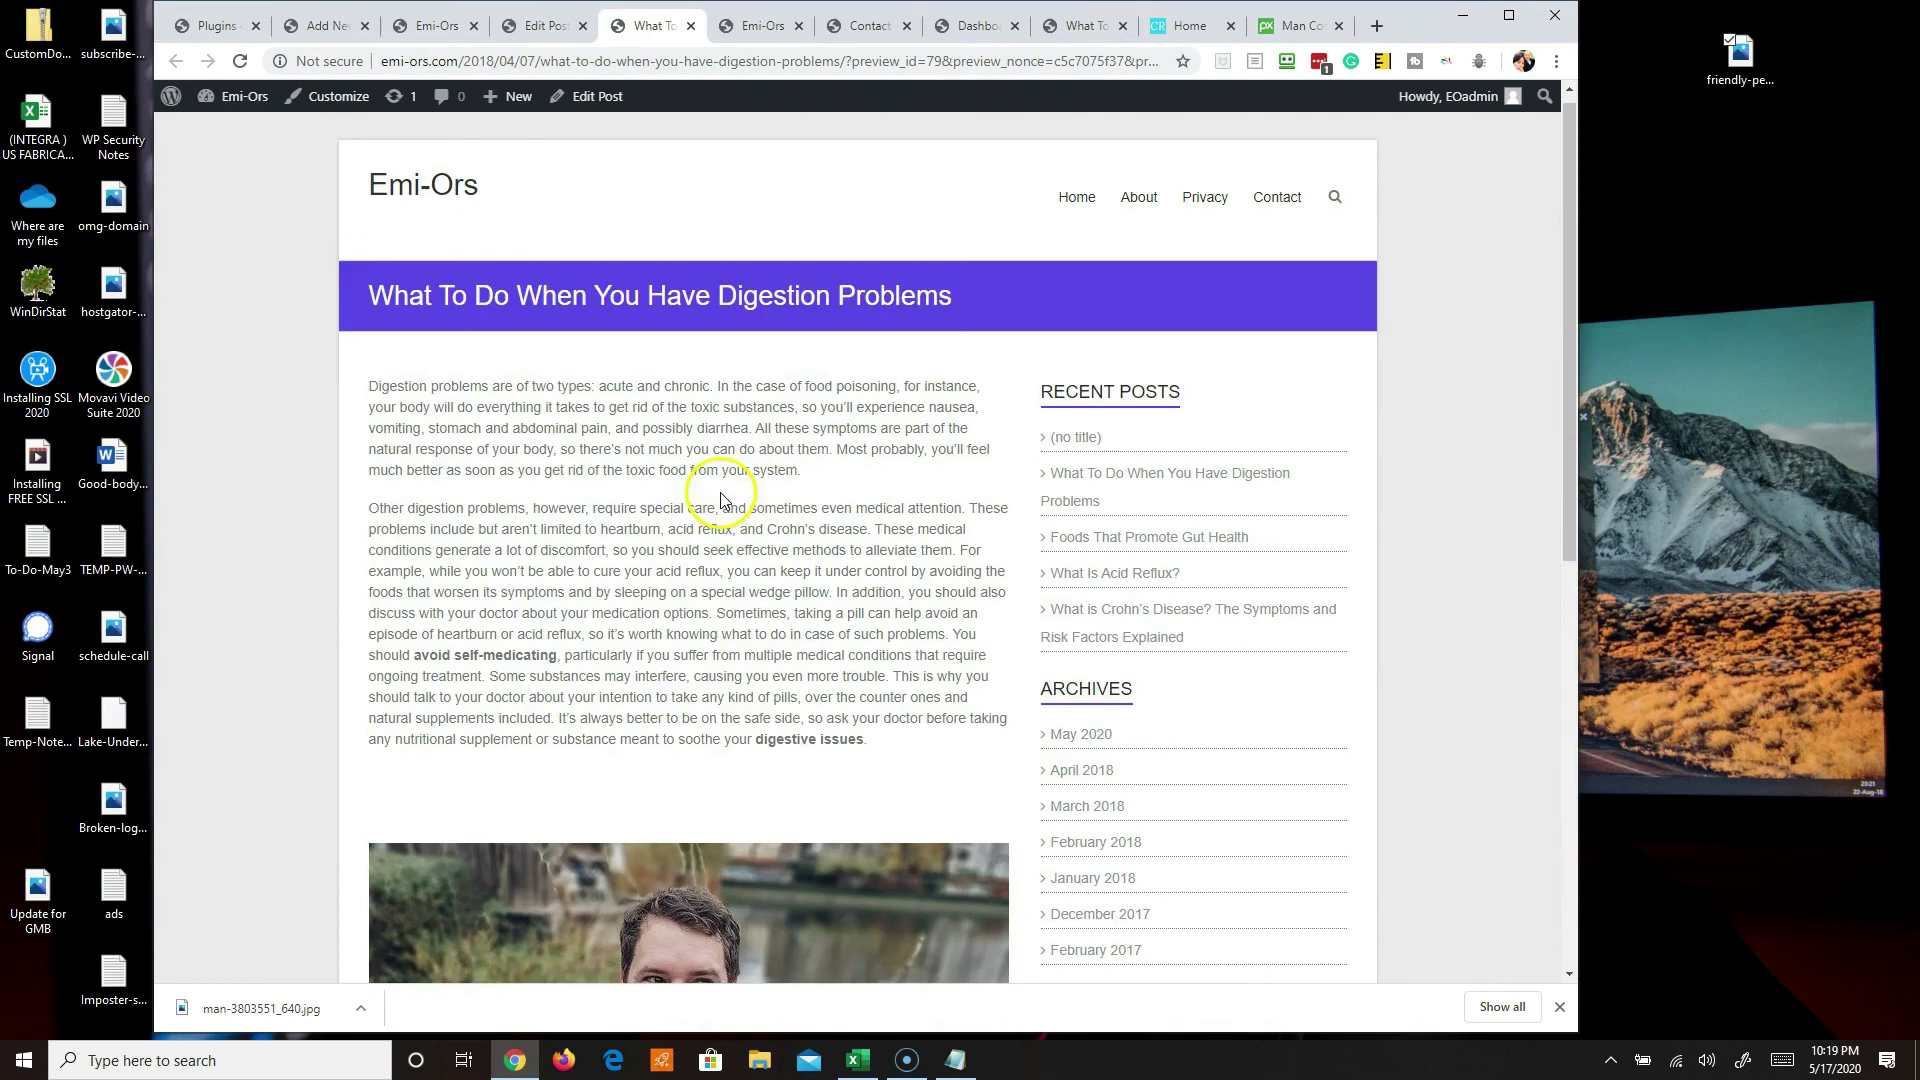 Plugins
Add Ne
Emi-Ors
Edit Post
What To
Emi-Ors
Contact
Dashbo
What To
CR Home
px Man Co
Not secure emi-ors.com/2018/04/07/what-to-do-when-you-have-digestion-problems/?preview_id=79&preview_nonce=c5c7075f37&pr...
1
Emi-Ors Customize 1 0 New Edit Post
Howdy, EOadmin
Emi-Ors
Home About Privacy Contact
What To Do When You Have Digestion Problems
Digestion problems are of two types: acute and chronic. In the case of food poisoning, for instance,
your body will do everything it takes to get rid of the toxic substances, so you'll experience nausea,
vomiting, stomach and abdominal pain, and possibly diarrhea. All these symptoms are part of the
natural response of your body, so there's not much you can do about them. Most probably, you'll feel
much better as soon as you get rid of the toxic food from your system.
Other digestion problems, however, require special care, and sometimes even medical attention. These
problems include but aren't limited to heartburn, acid reflux, and Crohn's disease. These medical
conditions generate a lot of discomfort, so you should seek effective methods to alleviate them. For
example, while you won't be able to cure your acid reflux, you can keep it under control by avoiding the
foods that worsen its symptoms and by sleeping on a special wedge pillow. In addition, you should also
discuss with your doctor about your medication options. Sometimes, taking a pill can help avoid an
episode of heartburn or acid reflux, so it's worth knowing what to do in case of such problems. You
should avoid self-medicating, particularly if you suffer from multiple medical conditions that require
ongoing treatment. Some substances may interfere, causing you even more trouble. This is why you
should talk to your doctor about your intention to take any kind of pills, over the counter ones and
natural supplements included. It's always better to be on the safe side, so ask your doctor before taking
any nutritional supplement or substance meant to soothe your digestive issues.
RECENT POSTS
(no title)
What To Do When You Have Digestion
Problems
Foods That Promote Gut Health
What Is Acid Reflux?
What is Crohn's Disease? The Symptoms and
Risk Factors Explained
ARCHIVES
May 2020
April 2018
March 2018
February 2018
January 2018
December 2017
February 2017
man-3803551_640.jpg
Show all
CustomDo...
subscribe-...
(INTEGRA )
US FABRICA...
WP Security
Notes
Where are
my files
omg-domain
WinDirStat
hostgator-...
Installing SSL
2020
Movavi Video
Suite 2020
Installing
FREE SSL ...
Good-body...
To-Do-May3
TEMP-PW-...
Signal
schedule-call
Temp-Note...
Lake-Under...
Broken-log...
Update for
GMB
ads
Imposter-s...
friendly-pe...
23:21
22-Aug-18
Type here to search
10:19 PM
5/17/2020